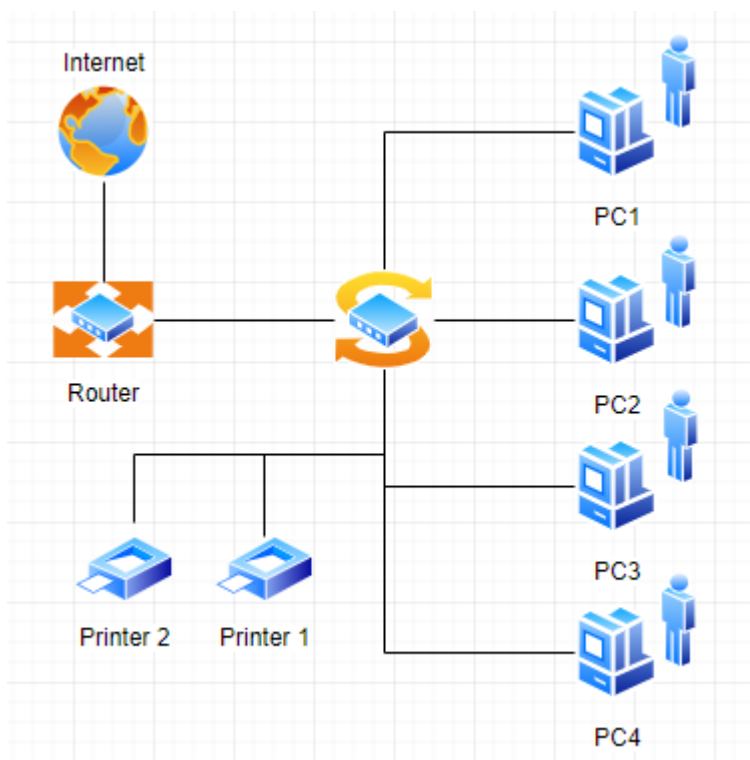 Internet
PC1
Router
PC2
PC3
Printer 2
Printer 1
PC4